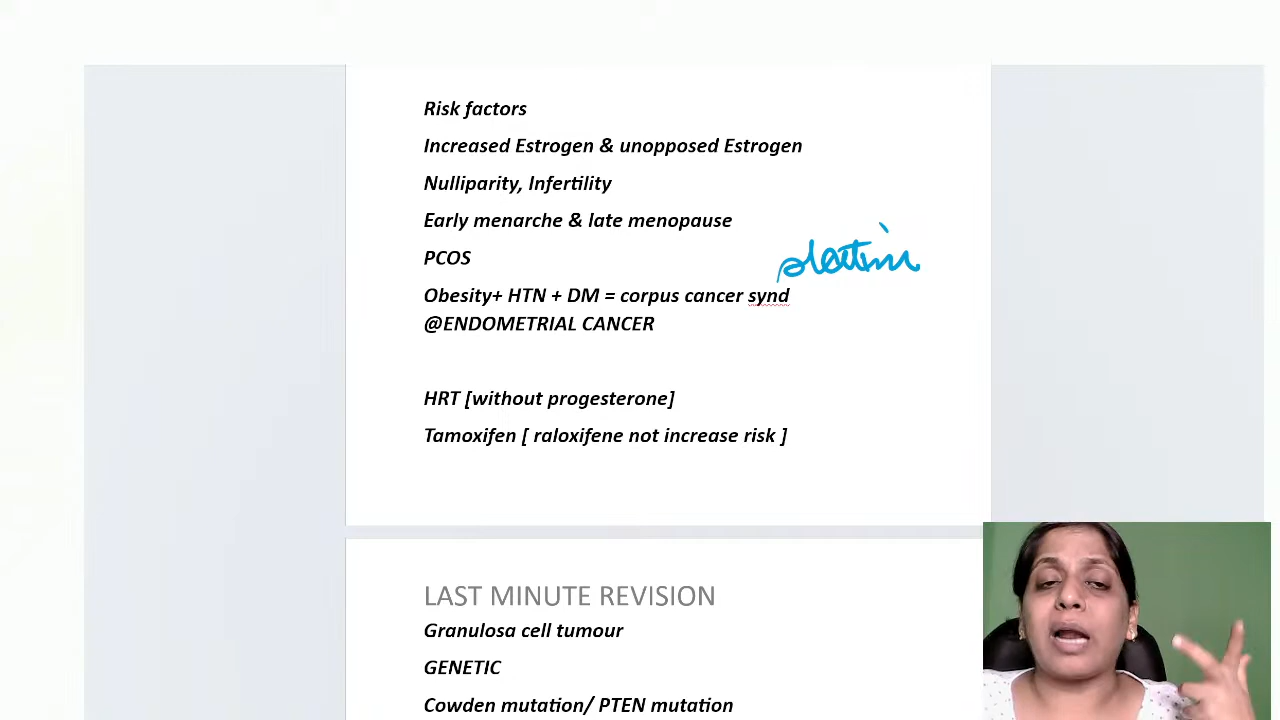 Risk factors
Increased Estrogen & unopposed Estrogen
Nulliparity, Infertility
Early menarche & late menopause
PCOS
Obesity+ HTN + DM = corpus cancer synd
@ENDOMETRIAL CANCER
HRT [without progesterone]
Tamoxifen [ raloxifene not increase risk ]
LAST MINUTE REVISION
Granulosa cell tumour
GENETIC
Cowden mutation/ PTEN mutation